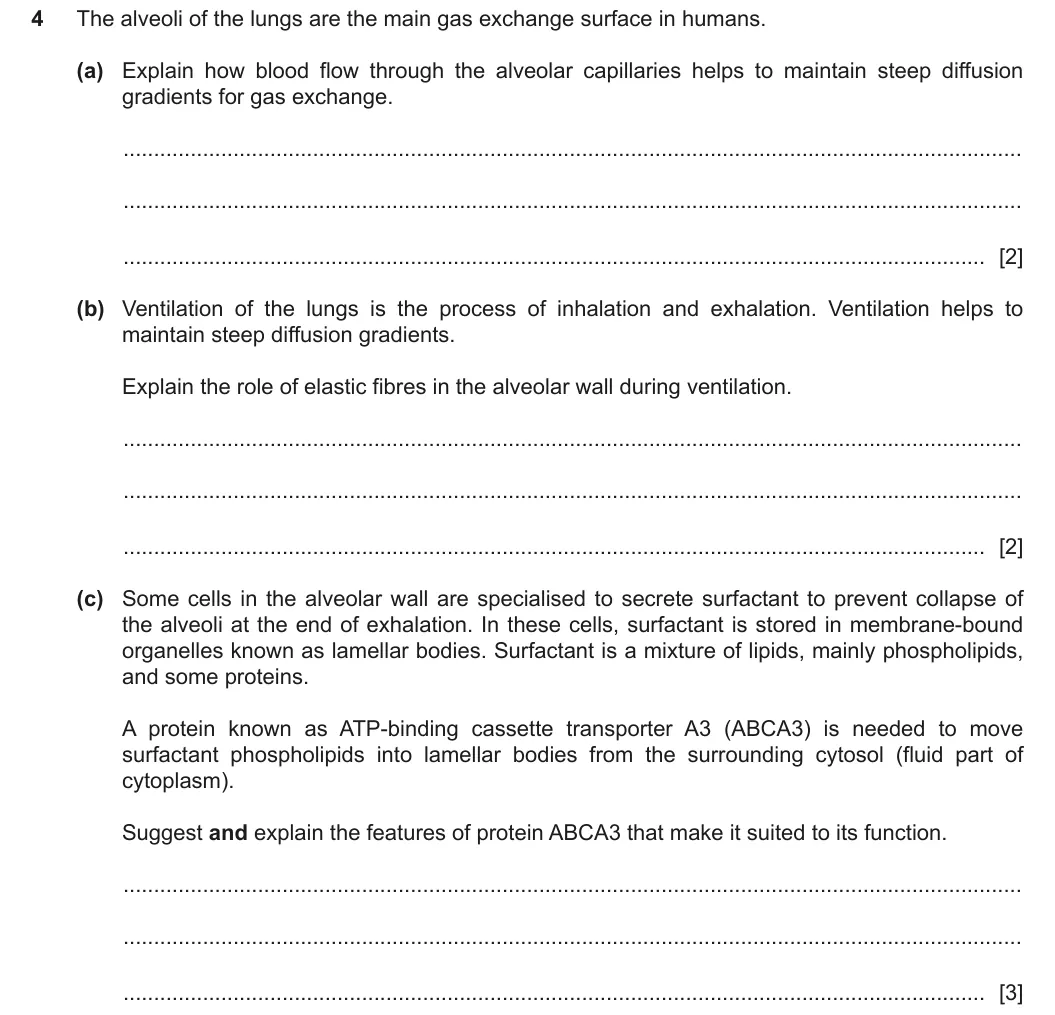 4 The alveoli of the lungs are the main gas exchange surface in humans.
(a) Explain how blood flow through the alveolar capillaries helps to maintain steep diffusion
gradients for gas exchange.
..........................................................................................................................................
..........................................................................................................................................
.................................................................................................................................... [2]
(b) Ventilation of the lungs is the process of inhalation and exhalation. Ventilation helps to
maintain steep diffusion gradients.
Explain the role of elastic fibres in the alveolar wall during ventilation.
..........................................................................................................................................
..........................................................................................................................................
.................................................................................................................................... [2]
(c) Some cells in the alveolar wall are specialised to secrete surfactant to prevent collapse of
the alveoli at the end of exhalation. In these cells, surfactant is stored in membrane-bound
organelles known as lamellar bodies. Surfactant is a mixture of lipids, mainly phospholipids,
and some proteins.
A protein known as ATP-binding cassette transporter A3 (ABCA3) is needed to move
surfactant phospholipids into lamellar bodies from the surrounding cytosol (fluid part of
cytoplasm).
Suggest and explain the features of protein ABCA3 that make it suited to its function.
..........................................................................................................................................
..........................................................................................................................................
.................................................................................................................................... [3]